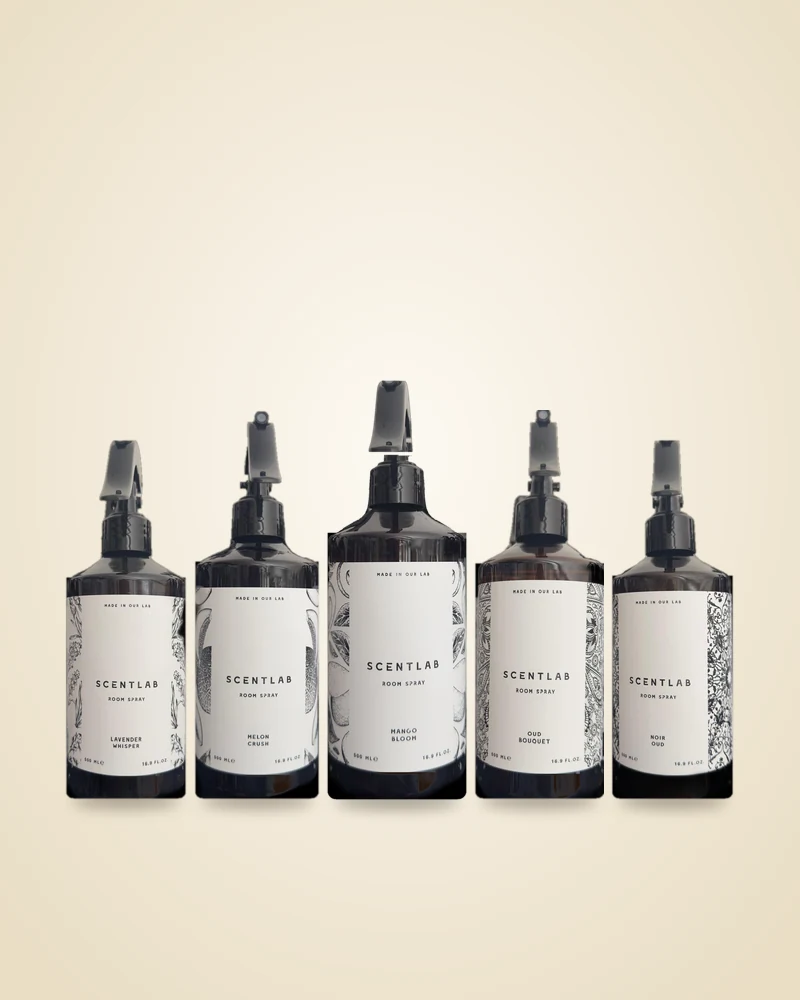 MADE IN OUR LAB
SCENTLAB
ROOM SPRAY
LAVENDER
WHISPER
500 ML℮ 16.9 FL.OZ
MADE IN OUR LAB
SCENTLAB
ROOM SPRAY
MELON
CRUSH
500 ML℮ 16.9 FL.OZ
MADE IN OUR LAB
SCENTLAB
ROOM SPRAY
MANGO
BLOOM
500 ML℮ 16.9 FL.OZ
MADE IN OUR LAB
SCENTLAB
ROOM SPRAY
OUD
BOUQUET
500 ML℮ 16.9 FL.OZ
MADE IN OUR LAB
SCENTLAB
ROOM SPRAY
NOIR
OUD
500 ML℮ 16.9 FL.OZ